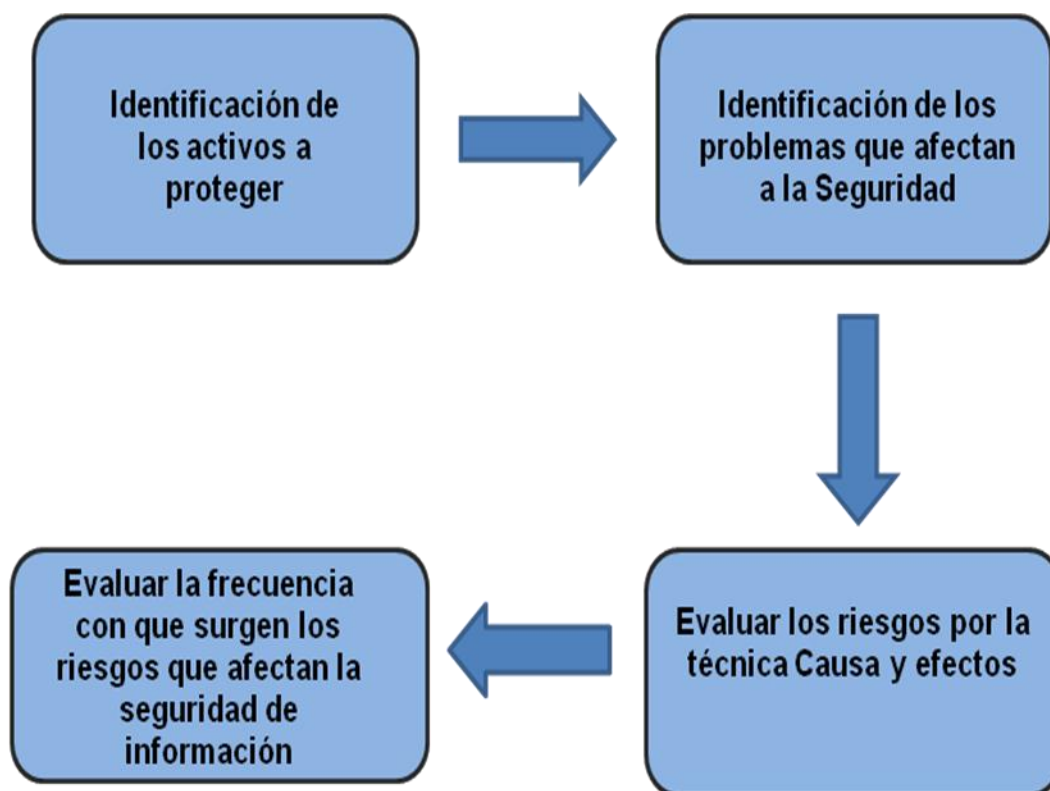 Identificación de
los activos a
proteger
Identificación de los
problemas que afectan
a la Seguridad
Evaluar los riesgos por la
técnica Causa y efectos
Evaluar la frecuencia
con que surgen los
riesgos que afectan la
seguridad de
información